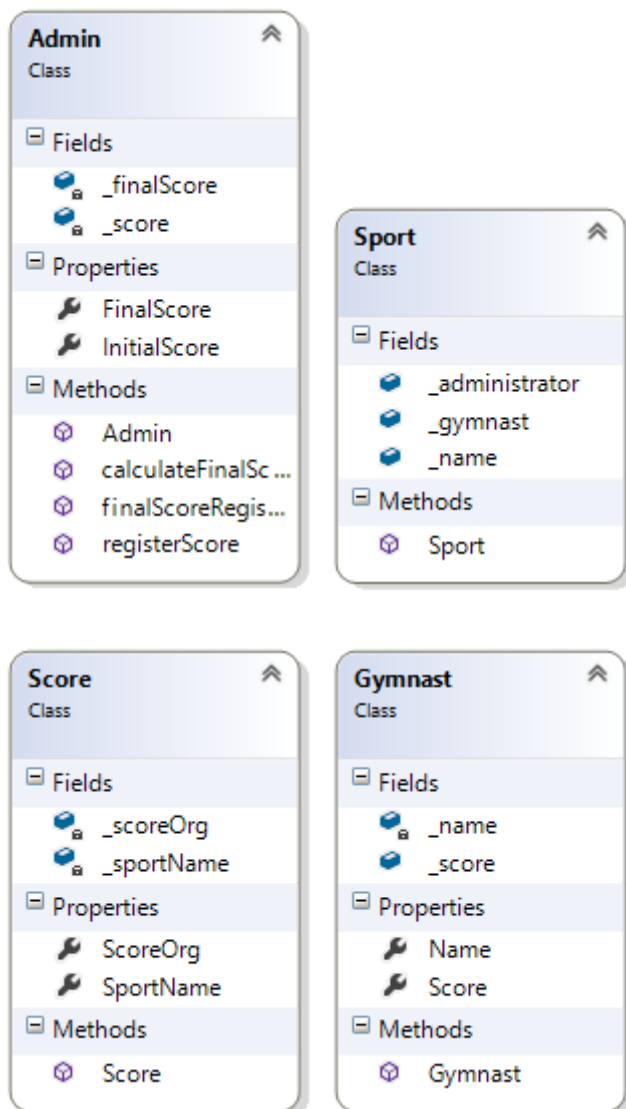 Admin
Class
Fields
_finalScore
_score
Properties
FinalScore
InitialScore
Methods
Admin
calculateFinalSc ...
finalScoreRegis...
registerScore
Sport
Class
Fields
_administrator
_gymnast
_name
Methods
Sport
Score
Class
Fields
_scoreOrg
_sportName
Properties
ScoreOrg
SportName
Methods
Score
Gymnast
Class
Fields
_name
_score
Properties
Name
Score
Methods
Gymnast